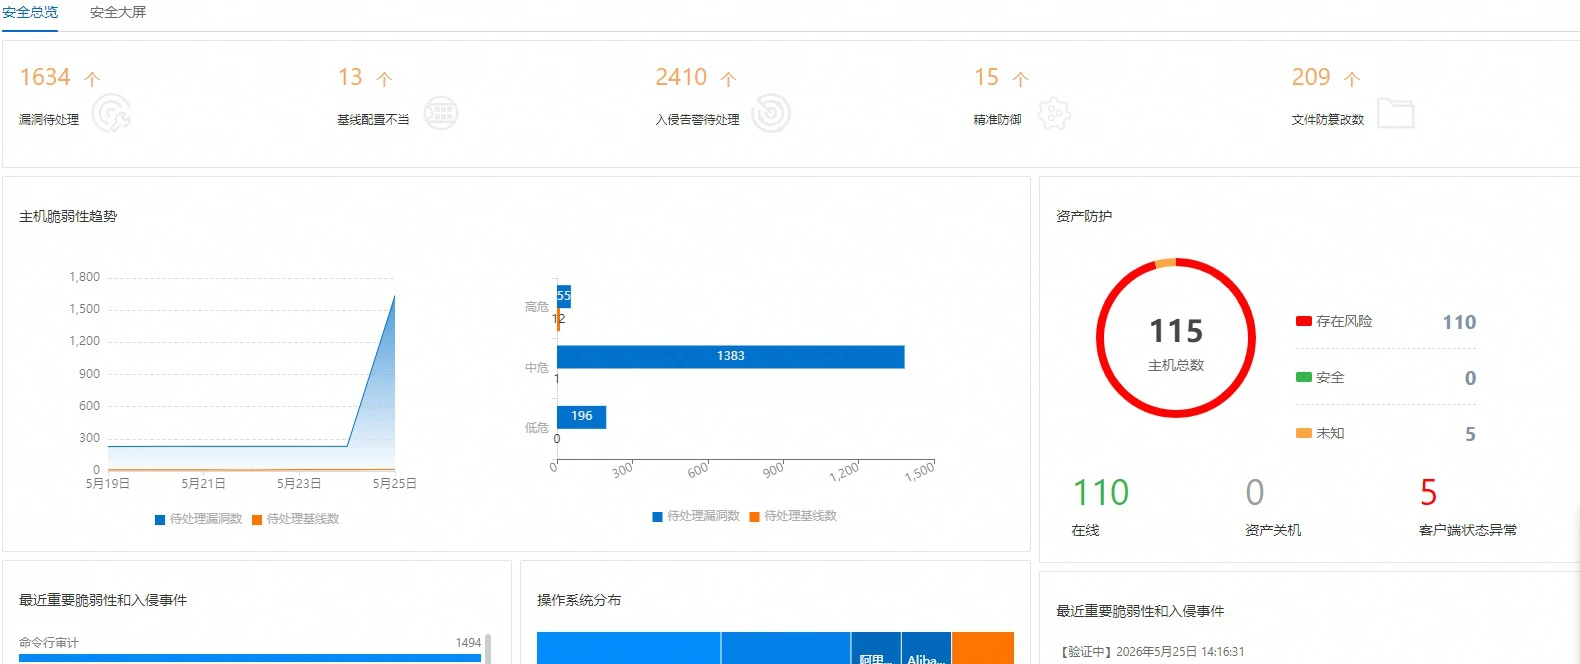 安全总览 安全大屏
1634 个 13 个 2410 个 15 个 209 个
漏洞待处理 基线配置不当 入侵告警待处理 精准防御 文件防篡改数
主机脆弱性趋势
1,800
1,500
1,200
900
600
300
0
5月19日 5月21日 5月23日 5月25日
待处理漏洞数 待处理基线数
高危 55
12
中危 1383
1
低危 196
0
0 300 600 900 1,200 1,500
待处理漏洞数 待处理基线数
资产防护
115
主机总数
存在风险 110
安全 0
未知 5
110 0 5
在线 资产关机 客户端状态异常
最近重要脆弱性和入侵事件
命令行审计 1494
操作系统分布
阿里... Aliba...
最近重要脆弱性和入侵事件
【验证中】2026年5月25日 14:16:31